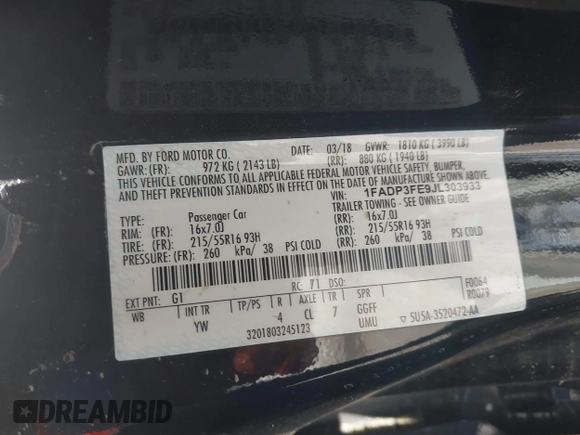 MFD. BY FORD MOTOR CO. DATE: 03/18 GVWR: 1810 KG ( 3990 LB)
GAWR: (FR): 972 KG ( 2143 LB) (RR): 880 KG ( 1940 LB)
THIS VEHICLE CONFORMS TO ALL APPLICABLE FEDERAL MOTOR VEHICLE SAFETY, BUMPER,
AND THEFT PREVENTION STANDARDS IN EFFECT ON THE DATE OF MANUFACTURE SHOWN ABOVE.
VIN: 1FADP3FE9JL303933
TYPE: Passenger Car TRAILER TOWING - SEE OWNER GUIDE
RIM: (FR): 16x7.0J (RR): 16x7.0J
TIRE: (FR): 215/55R16 93H (RR): 215/55R16 93H
PRESSURE: (FR): 260 kPa/ 38 PSI COLD (RR): 260 kPa/ 38 PSI COLD
EXT PNT: G1 RC: 71 F0064
R0079
WB INT TR TP/PS R AXLE TR SPR
YW 4 CL 7 GGFF
UMU
3201803245123 5U5A-3520472-AA
DREAMBID